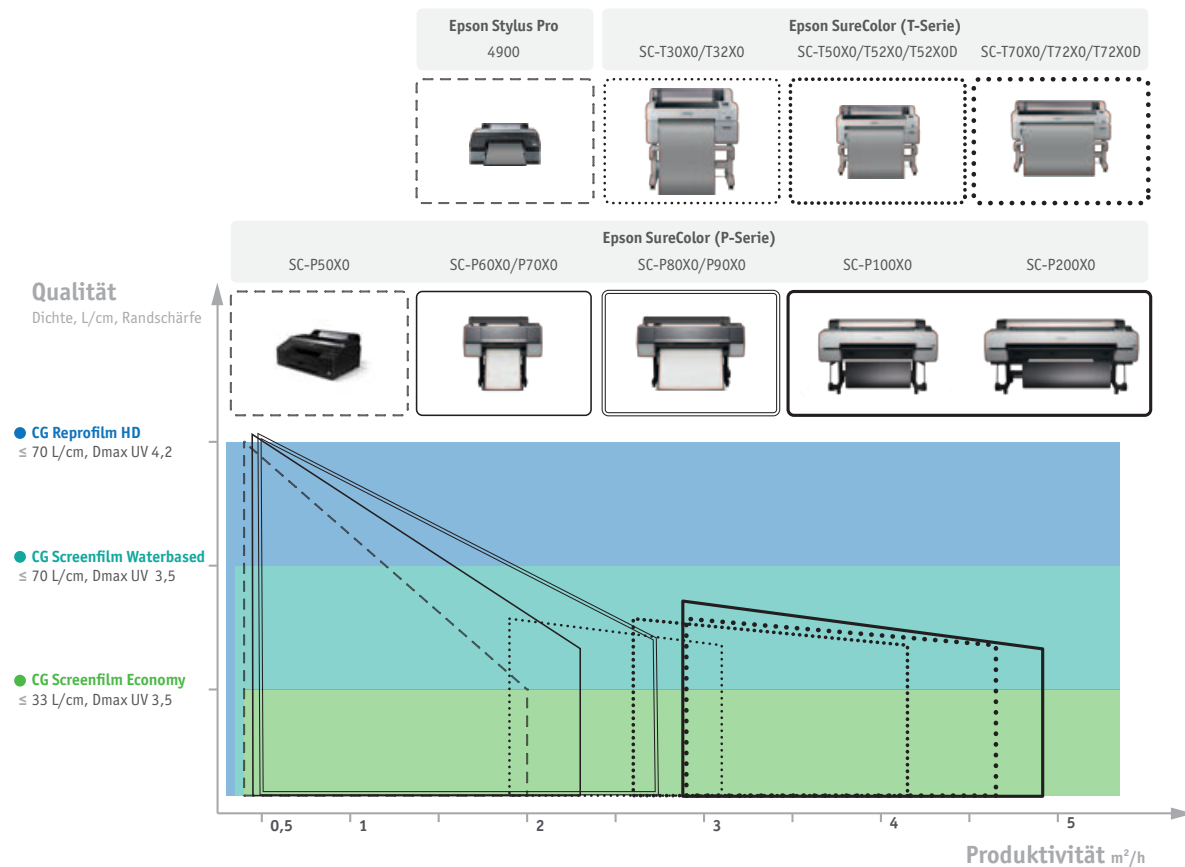 Epson Stylus Pro
4900
Epson SureColor (T-Serie)
SC-T30X0/T32X0
SC-T50X0/T52X0/T52X0D
SC-T70X0/T72X0/T72X0D
Epson SureColor (P-Serie)
SC-P50X0
SC-P60X0/P70X0
SC-P80X0/P90X0
SC-P100X0
SC-P200X0
Qualität
Dichte, L/cm, Randschärfe
CG Reprofilm HD
≤ 70 L/cm, Dmax UV 4,2
CG Screenfilm Waterbased
≤ 70 L/cm, Dmax UV 3,5
CG Screenfilm Economy
≤ 33 L/cm, Dmax UV 3,5
0,5
1
2
3
4
5
Produktivität m²/h